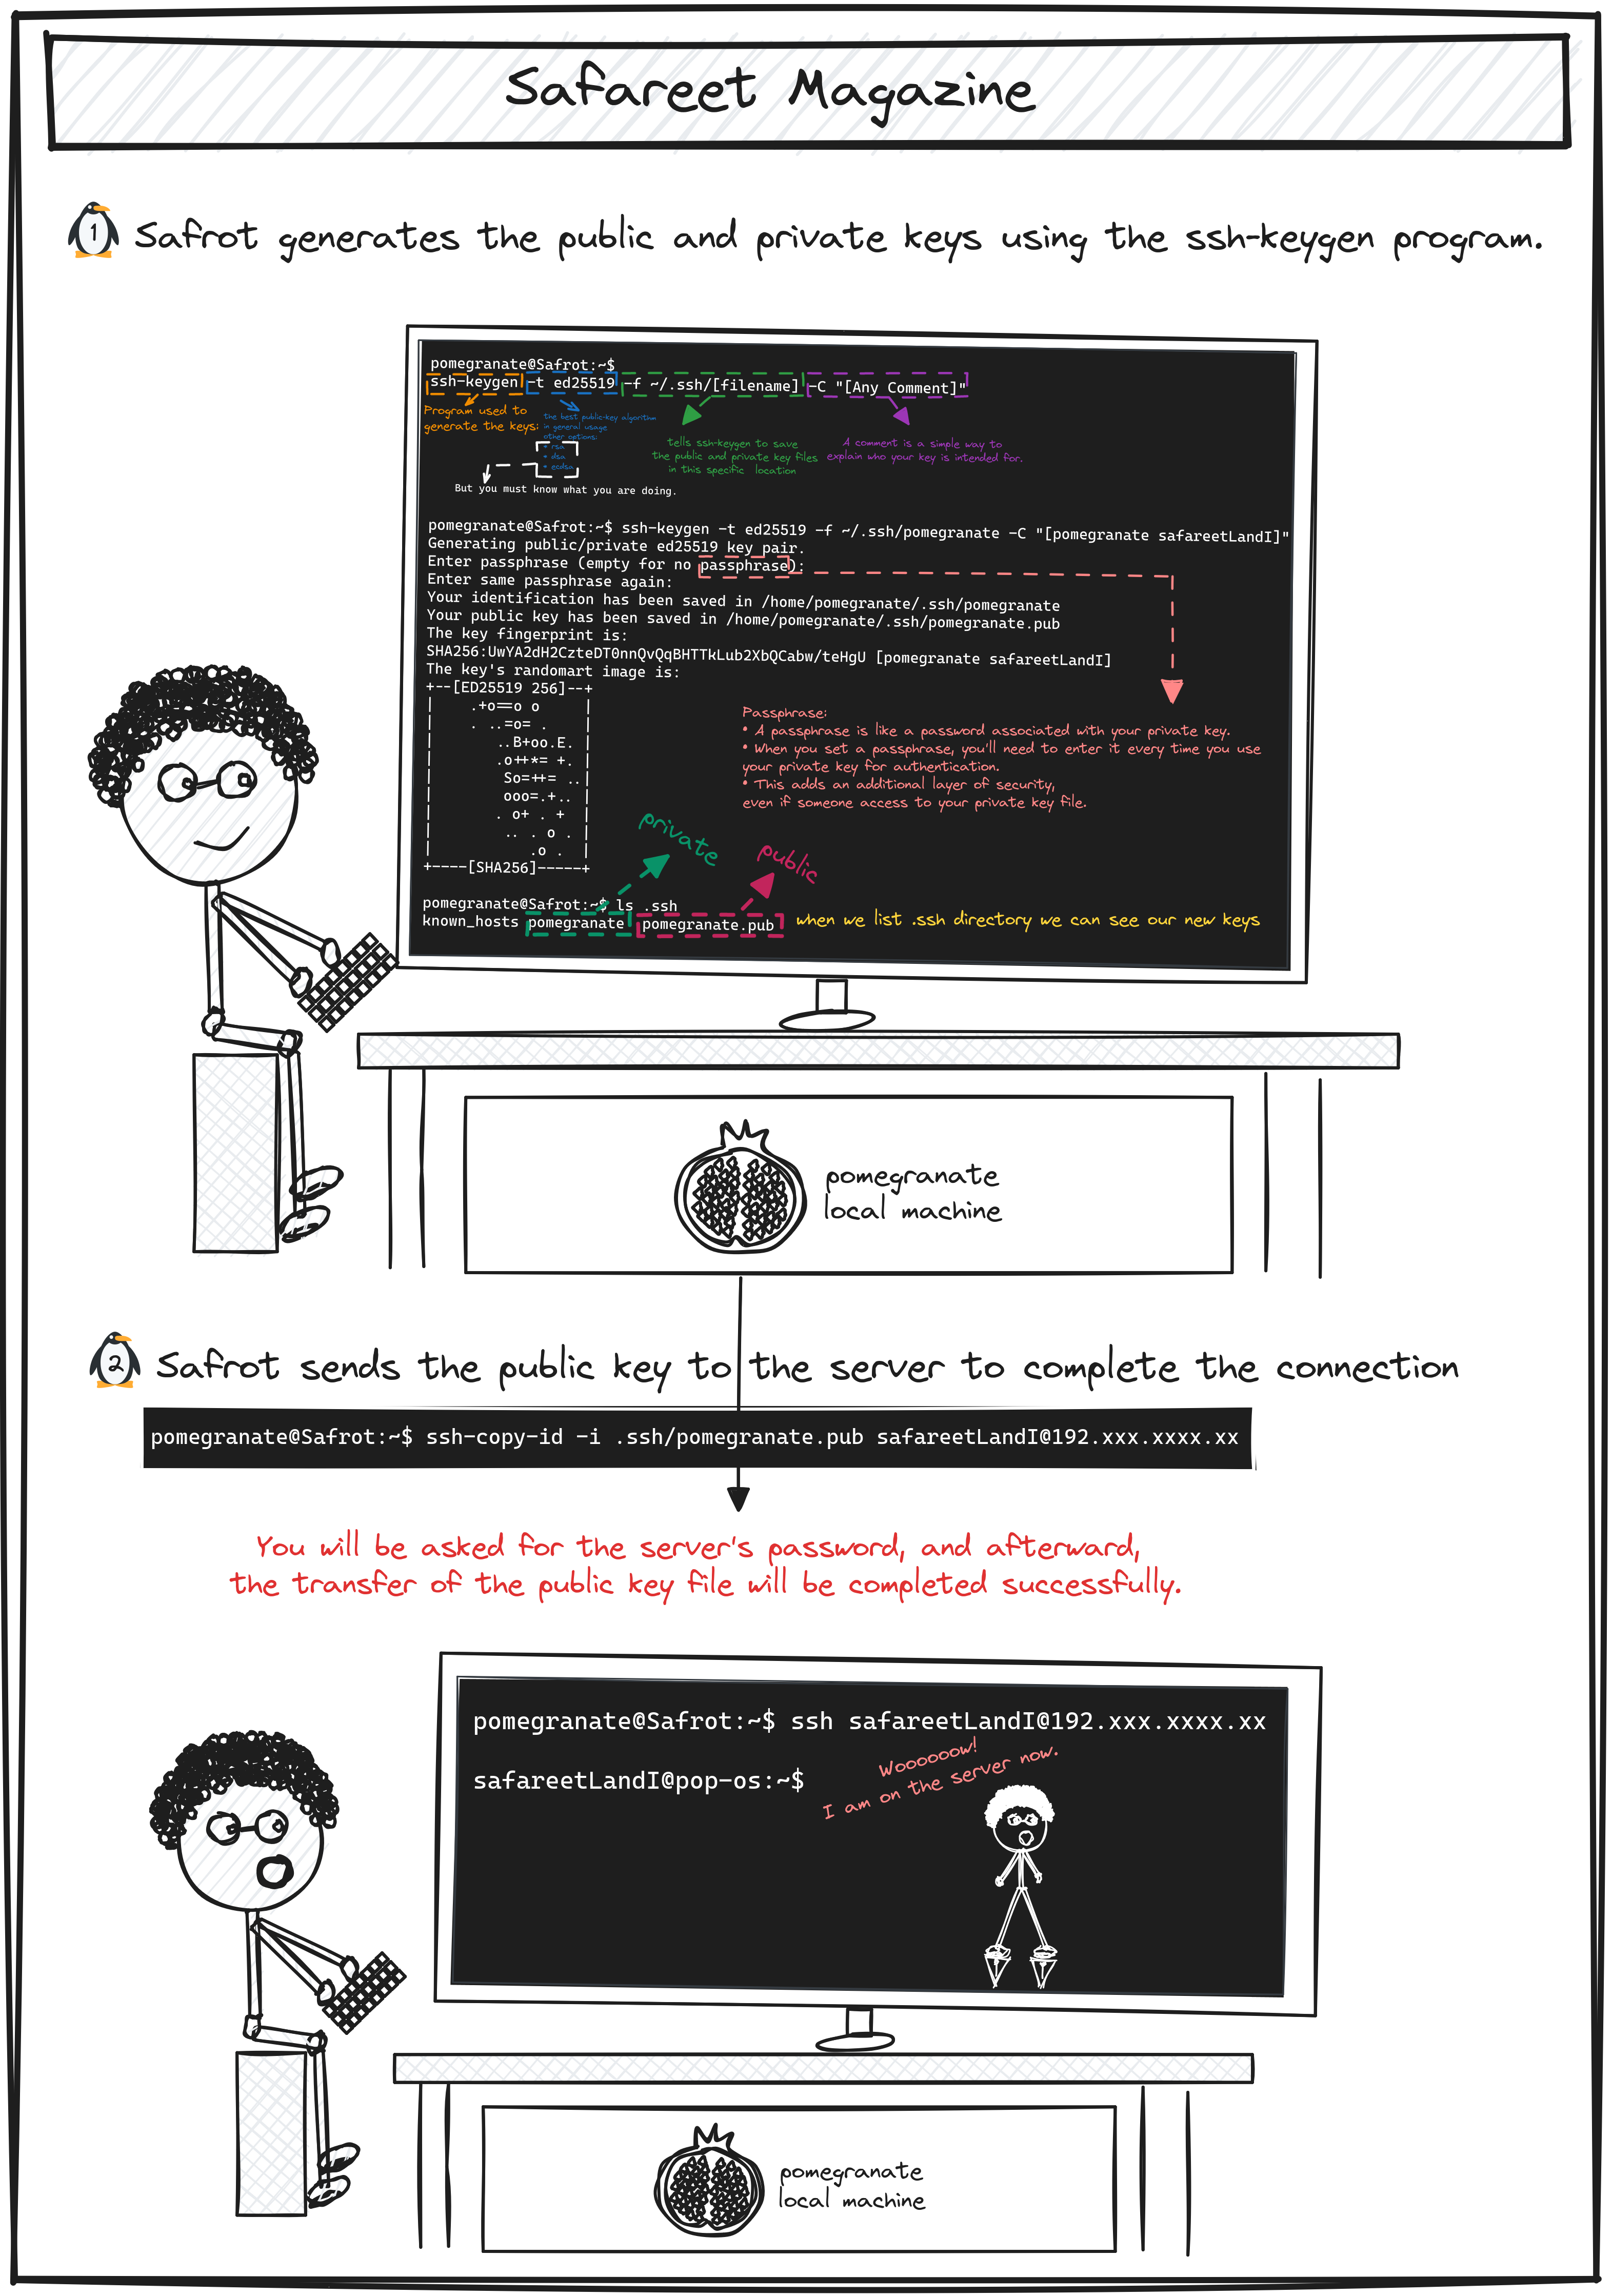 Safareet Magazine
1 Safrot generates the public and private keys using the ssh-keygen program.
pomegranate@Safrot:~$
ssh-keygen -t ed25519 -f ~/.ssh/[filename] -C "[Any Comment]"
Program used to
generate the keys:
the best public-key algorithm
in general usage
other options:
* rsa
* dsa
* ecdsa
But you must know what you are doing.
tells ssh-keygen to save
the public and private key files
in this specific location
A comment is a simple way to
explain who your key is intended for.
pomegranate@Safrot:~$ ssh-keygen -t ed25519 -f ~/.ssh/pomegranate -C "[pomegranate safareetLandI]"
Generating public/private ed25519 key pair.
Enter passphrase (empty for no passphrase):
Enter same passphrase again:
Your identification has been saved in /home/pomegranate/.ssh/pomegranate
Your public key has been saved in /home/pomegranate/.ssh/pomegranate.pub
The key fingerprint is:
SHA256:UwYA2dH2CzteDT0nnQvQqBHTTkLub2XbQCabw/teHgU [pomegranate safareetLandI]
The key's randomart image is:
+--[ED25519 256]--+
|    .+o==o o     |
|    . ..=o= .    |
|       ..B+oo.E. |
|       .o++*= +. |
|        So=++= ..|
|        ooo=.+.. |
|       . o+ . +  |
|        .. . o . |
|           .o .  |
+----[SHA256]-----+
Passphrase:
• A passphrase is like a password associated with your private key.
• When you set a passphrase, you'll need to enter it every time you use
your private key for authentication.
• This adds an additional layer of security,
even if someone access to your private key file.
private
public
pomegranate@Safrot:~$ ls .ssh
known_hosts pomegranate pomegranate.pub
when we list .ssh directory we can see our new keys
pomegranate
local machine
2 Safrot sends the public key to the server to complete the connection
pomegranate@Safrot:~$ ssh-copy-id -i .ssh/pomegranate.pub safareetLandI@192.xxx.xxxx.xx
You will be asked for the server's password, and afterward,
the transfer of the public key file will be completed successfully.
pomegranate@Safrot:~$ ssh safareetLandI@192.xxx.xxxx.xx
Woooooow!
I am on the server now.
safareetLandI@pop-os:~$
pomegranate
local machine